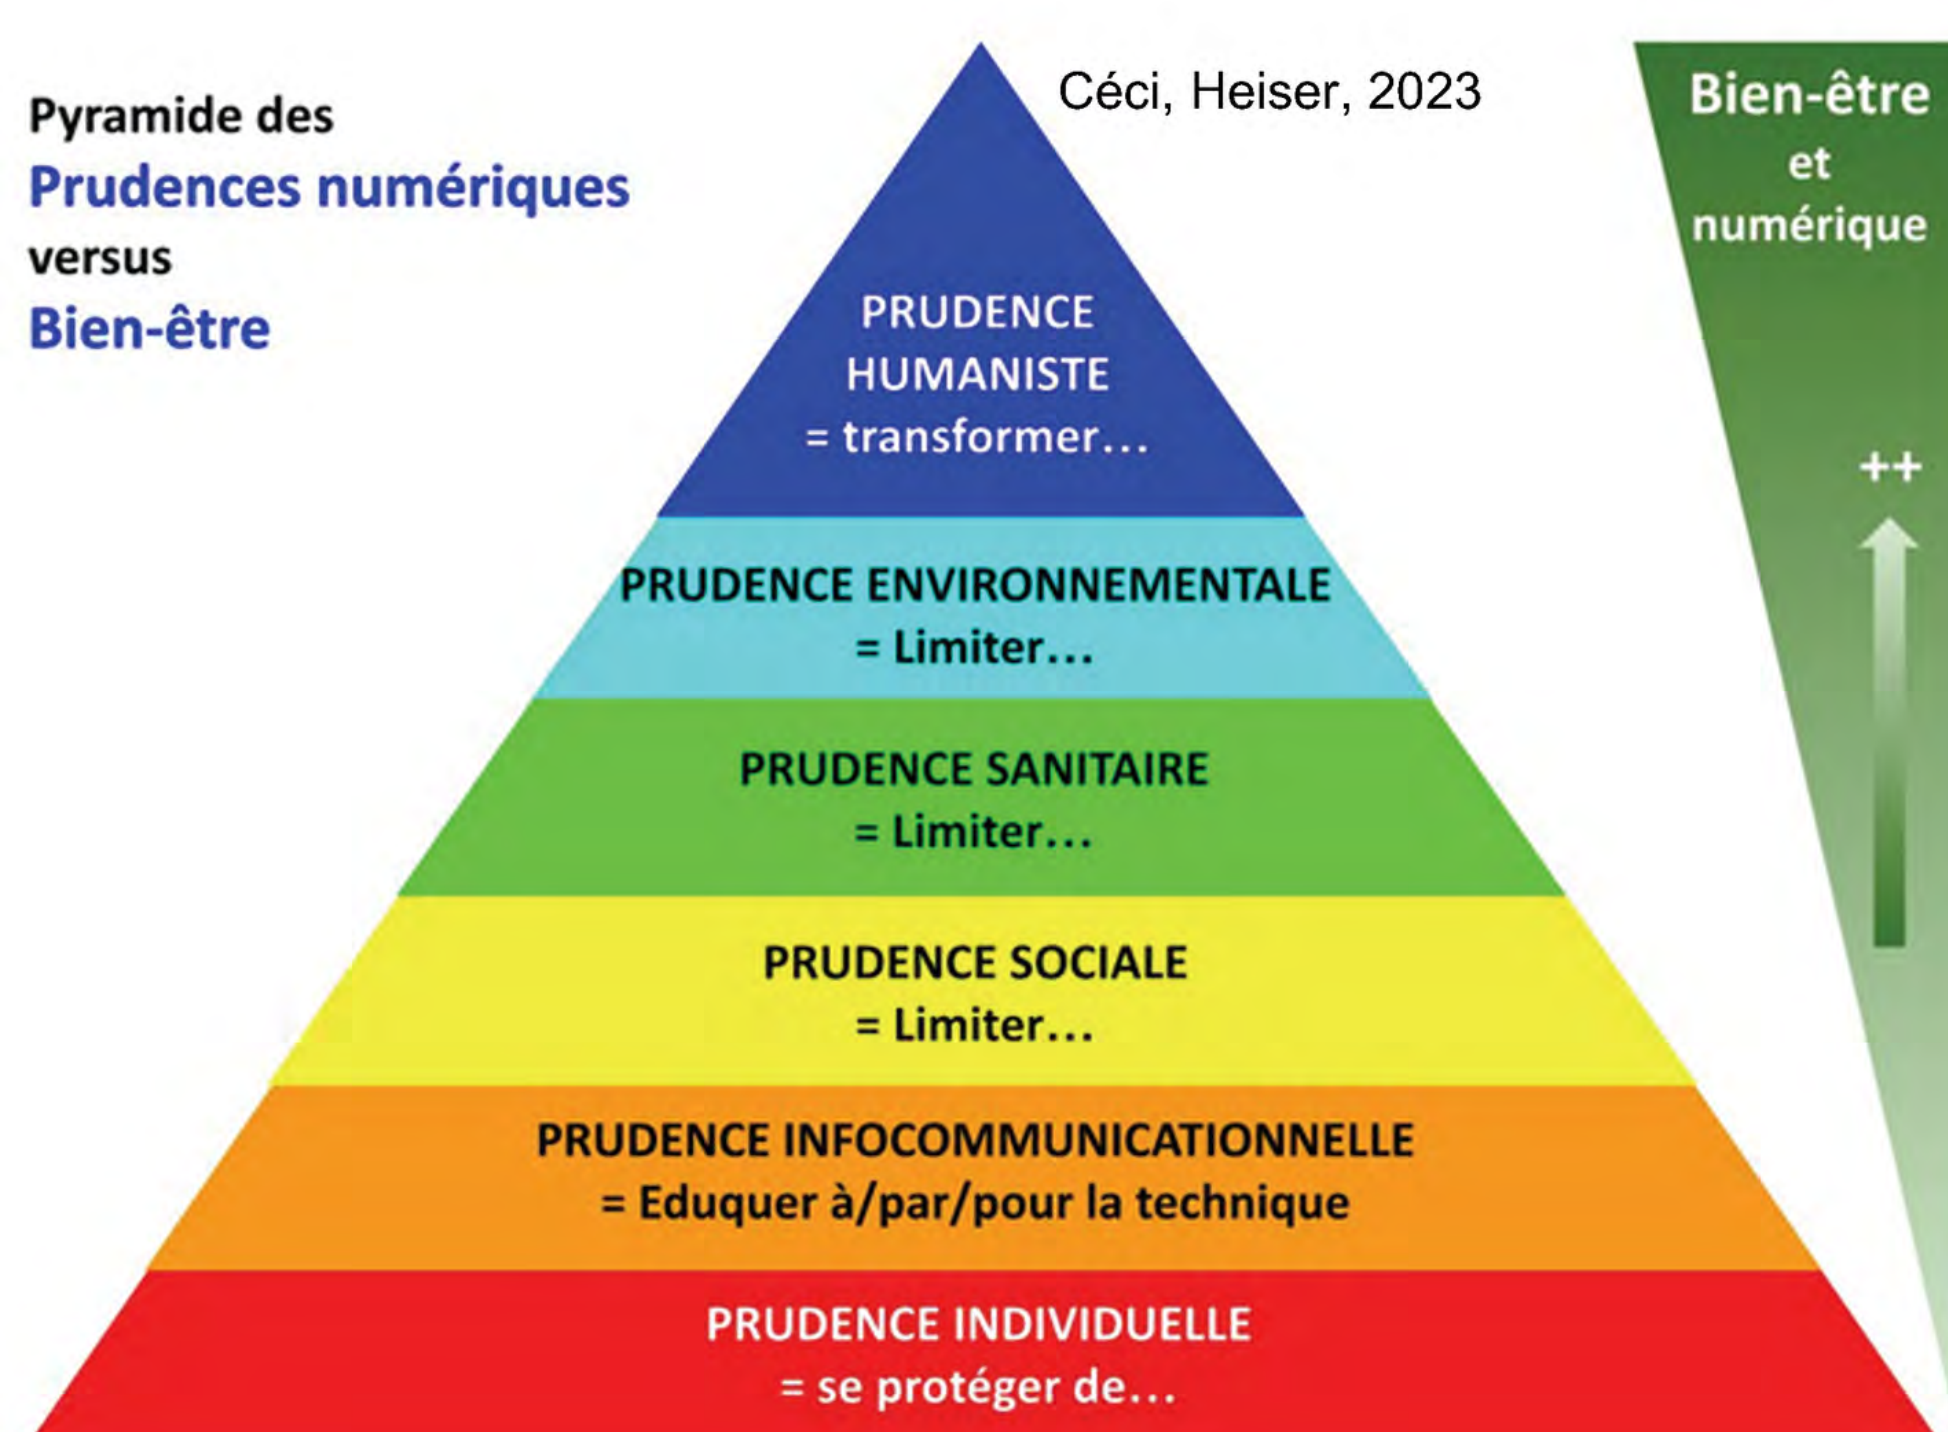 Pyramide des
Prudences numériques
versus
Bien-être
Céci, Heiser, 2023
Bien-être
et
numérique
++
PRUDENCE
HUMANISTE
= transformer...
PRUDENCE ENVIRONNEMENTALE
= Limiter...
PRUDENCE SANITAIRE
= Limiter...
PRUDENCE SOCIALE
= Limiter...
PRUDENCE INFOCOMMUNICATIONNELLE
= Eduquer à/par/pour la technique
PRUDENCE INDIVIDUELLE
= se protéger de...